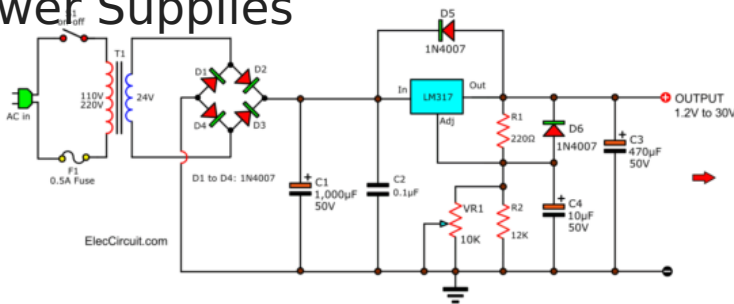 wer Supplies
on-off
T1
110V
220V
24V
AC in
F1
0.5A Fuse
D1
D2
D4
D3
D1 to D4: 1N4007
ElecCircuit.com
D5
1N4007
In
LM317
Out
Adj
C1
1,000µF
50V
C2
0.1µF
R1
220Ω
D6
1N4007
C3
470µF
50V
OUTPUT
1.2V to 30V
VR1
10K
R2
12K
C4
10µF
50V